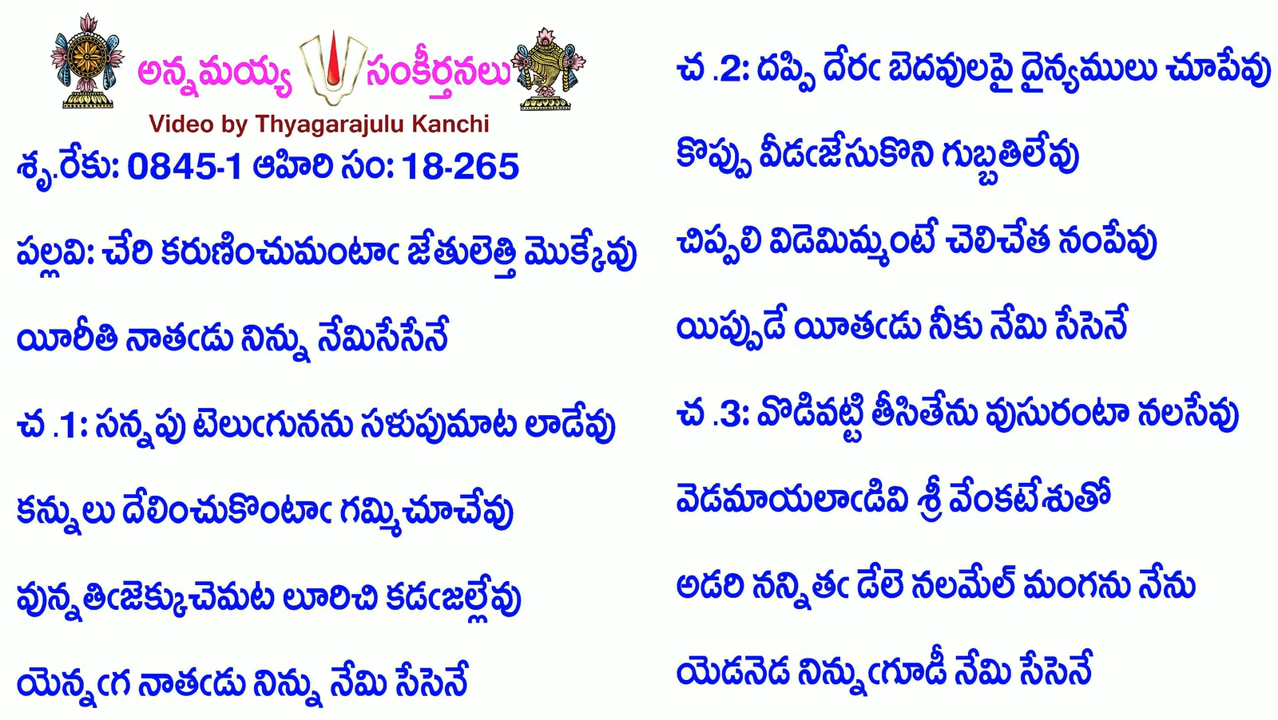 అన్నమయ్య సంకీర్తనలు
Video by Thyagarajulu Kanchi
శృ.రేకు: 0845-1 ఆహిరి సం: 18-265
పల్లవి: చేరి కరుణించుమంటాఁ జేతులెత్తి మొక్కేవు
యీరీతి నాతఁడు నిన్ను నేమిసేసేనే
చ .1: సన్నపు టెలుఁగునను సళుపుమాట లాడేవు
కన్నులు దేలించుకొంటాఁ గమ్మిచూచేవు
వున్నతిఁజెక్కుచెమట లూరిచి కడఁజల్లేవు
యెన్నఁగ నాతఁడు నిన్ను నేమి సేసెనే
చ .2: దప్పి దేరఁ బెదవులపై దైన్యములు చూపేవు
కొప్పు వీడఁజేసుకొని గుబ్బతిలేవు
చిప్పలి విడెమిమ్మంటే చెలిచేత నంపేవు
యిప్పుడే యీతఁడు నీకు నేమి సేసెనే
చ .3: వొడివట్టి తీసితేను వుసురంటా నలసేవు
వెడమాయలాఁడివి శ్రీ వేంకటేశుతో
అడరి నన్నితఁ డేలె నలమేల్ మంగను నేను
యెడనెడ నిన్నుఁగూడీ నేమి సేసెనే